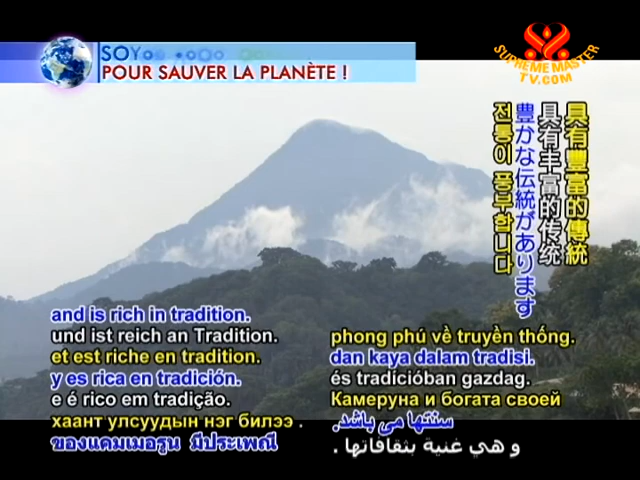 POUR SAUVER LA PLANÈTE !
SUPREME MASTER
TV.COM
具有豐富的傳統
具有丰富的传统
豊かな伝統があります
전통이 풍부합니다
and is rich in tradition.
und ist reich an Tradition.
et est riche en tradition.
y es rica en tradición.
e é rico em tradição.
хаант улсуудын нэг билээ .
ของแคมเมอรูน มีประเพณี
phong phú về truyền thống.
dan kaya dalam tradisi.
és tradícióban gazdag.
Камеруна и богата своей
سنتها می باشد.
و هي غنية بثقافاتها .